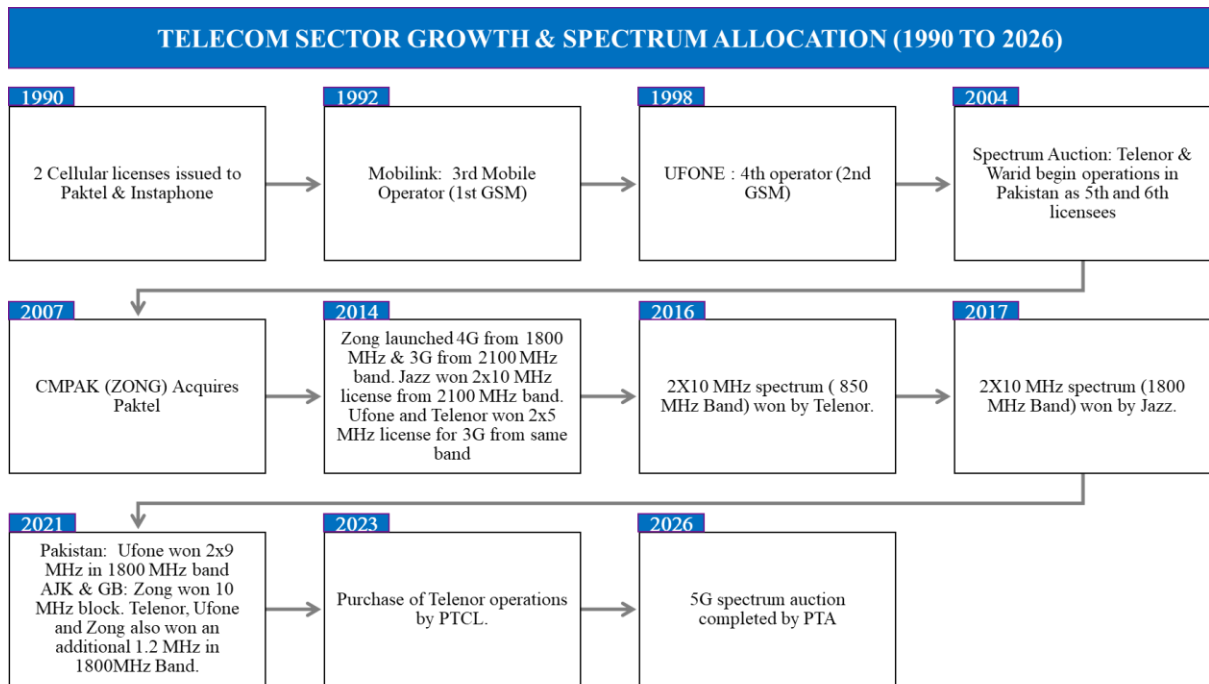 TELECOM SECTOR GROWTH & SPECTRUM ALLOCATION (1990 TO 2026)
1990
2 Cellular licenses issued to
Paktel & Instaphone
1992
Mobilink: 3rd Mobile
Operator (1st GSM)
1998
UFONE : 4th operator (2nd
GSM)
2004
Spectrum Auction: Telenor &
Warid begin operations in
Pakistan as 5th and 6th
licensees
2007
CMPAK (ZONG) Acquires
Paktel
2014
Zong launched 4G from 1800
MHz & 3G from 2100 MHz
band. Jazz won 2x10 MHz
license from 2100 MHz band.
Ufone and Telenor won 2x5
MHz license for 3G from same
band
2016
2X10 MHz spectrum ( 850
MHz Band) won by Telenor.
2017
2X10 MHz spectrum (1800
MHz Band) won by Jazz.
2021
Pakistan: Ufone won 2x9
MHz in 1800 MHz band
AJK & GB: Zong won 10
MHz block. Telenor, Ufone
and Zong also won an
additional 1.2 MHz in
1800MHz Band.
2023
Purchase of Telenor operations
by PTCL.
2026
5G spectrum auction
completed by PTA